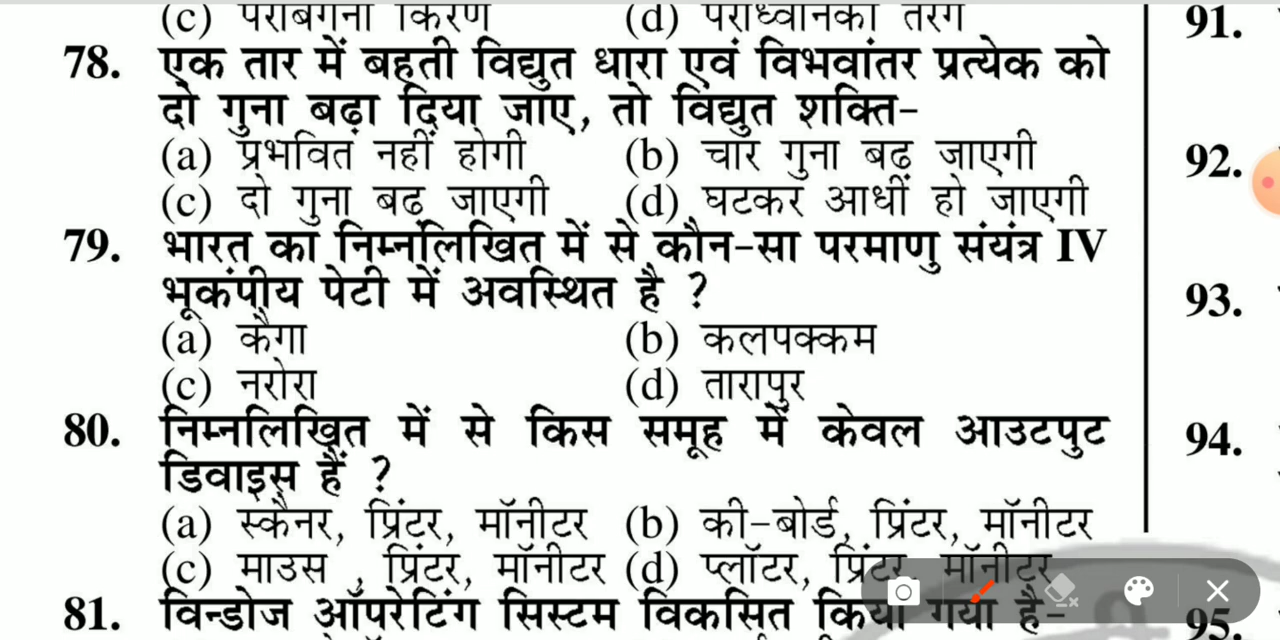 (c) पराबैगनी किरण (d) पराध्वनिकी तरंग
78. एक तार में बहती विद्युत धारा एवं विभवांतर प्रत्येक को
दो गुना बढ़ा दिया जाए, तो विद्युत शक्ति-
(a) प्रभावित नहीं होगी (b) चार गुना बढ़ जाएगी
(c) दो गुना बढ़ जाएगी (d) घटकर आधीं हो जाएगी
79. भारत का निम्नलिखित में से कौन-सा परमाणु संयंत्र IV
भूकंपीय पेटी में अवस्थित है ?
(a) कैगा (b) कलपक्कम
(c) नरोरा (d) तारापुर
80. निम्नलिखित में से किस समूह में केवल आउटपुट
डिवाइस हैं ?
(a) स्कैनर, प्रिंटर, मॉनीटर (b) की-बोर्ड, प्रिंटर, मॉनीटर
(c) माउस , प्रिंटर, मॉनीटर (d) प्लॉटर, प्रिंटर, मॉनीटर
81. विन्डोज ऑपरेटिंग सिस्टम विकसित किया गया है-
91.
92.
93.
94.
95